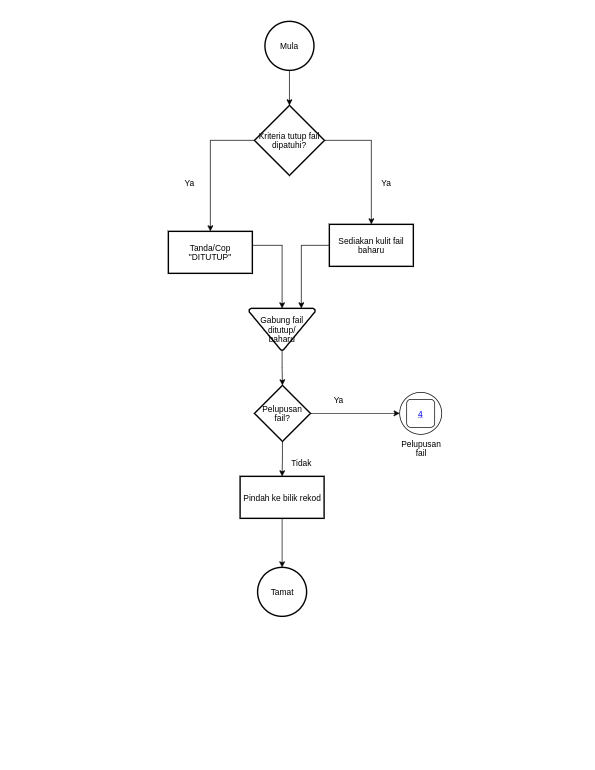 Mula
Kriteria tutup fail
dipatuhi?
Ya
Ya
Tanda/Cop
"DITUTUP"
Sediakan kulit fail
baharu
Gabung fail
ditutup/
baharu
Pelupusan
fail?
Ya
4
Pelupusan
fail
Tidak
Pindah ke bilik rekod
Tamat